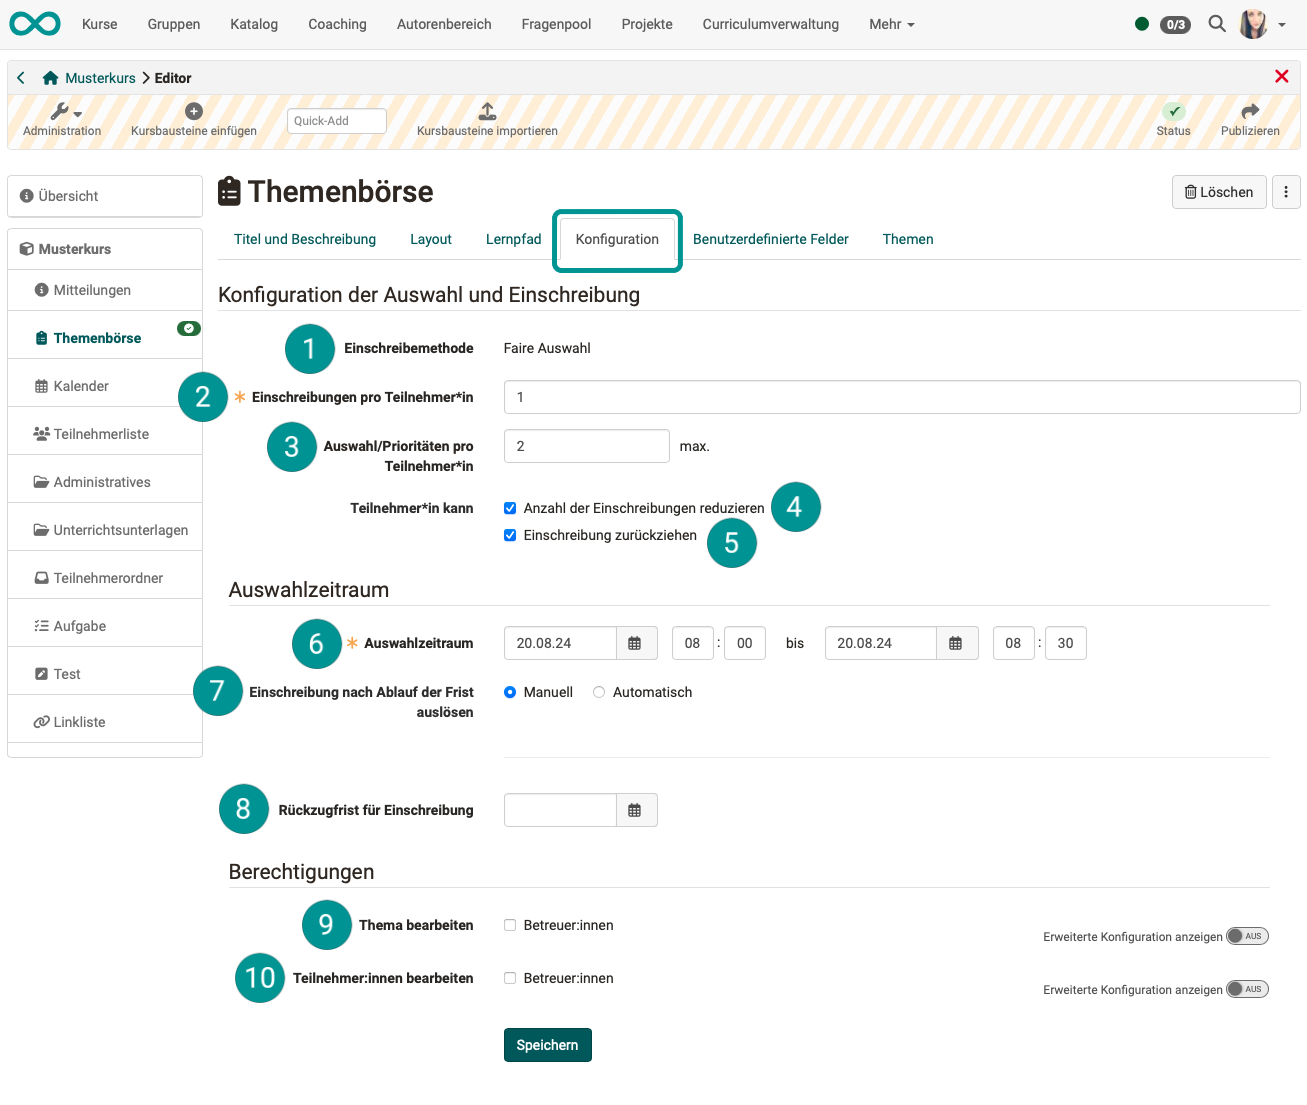 Kurse Gruppen Katalog Coaching Autorenbereich Fragenpool Projekte Curriculumverwaltung Mehr 0/3
Musterkurs Editor
Administration Kursbausteine einfügen Quick-Add Kursbausteine importieren Status Publizieren
Übersicht
Musterkurs
Mitteilungen
Themenbörse
Kalender
Teilnehmerliste
Administratives
Unterrichtsunterlagen
Teilnehmerordner
Aufgabe
Test
Linkliste
Themenbörse Löschen
Titel und Beschreibung Layout Lernpfad Konfiguration Benutzerdefinierte Felder Themen
Konfiguration der Auswahl und Einschreibung
1 Einschreibemethode Faire Auswahl
2 * Einschreibungen pro Teilnehmer*in 1
3 Auswahl/Prioritäten pro 2 max.
Teilnehmer*in
Teilnehmer*in kann Anzahl der Einschreibungen reduzieren 4
Einschreibung zurückziehen 5
Auswahlzeitraum
6 * Auswahlzeitraum 20.08.24 08 : 00 bis 20.08.24 08 : 30
7 Einschreibung nach Ablauf der Frist Manuell Automatisch
auslösen
8 Rückzugfrist für Einschreibung
Berechtigungen
9 Thema bearbeiten Betreuer:innen Erweiterte Konfiguration anzeigen AUS
10 Teilnehmer:innen bearbeiten Betreuer:innen Erweiterte Konfiguration anzeigen AUS
Speichern